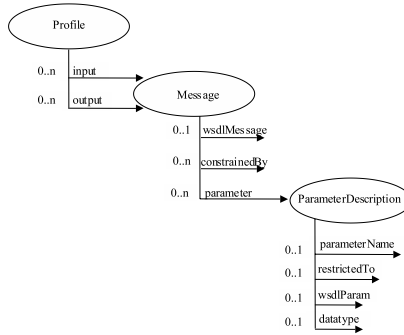 Profile
0..n input
0..n output
Message
0..1 wsdlMessage
0..n constrainedBy
0..n parameter
ParameterDescription
0..1 parameterName
0..1 restrictedTo
0..1 wsdlParam
0..1 datatype